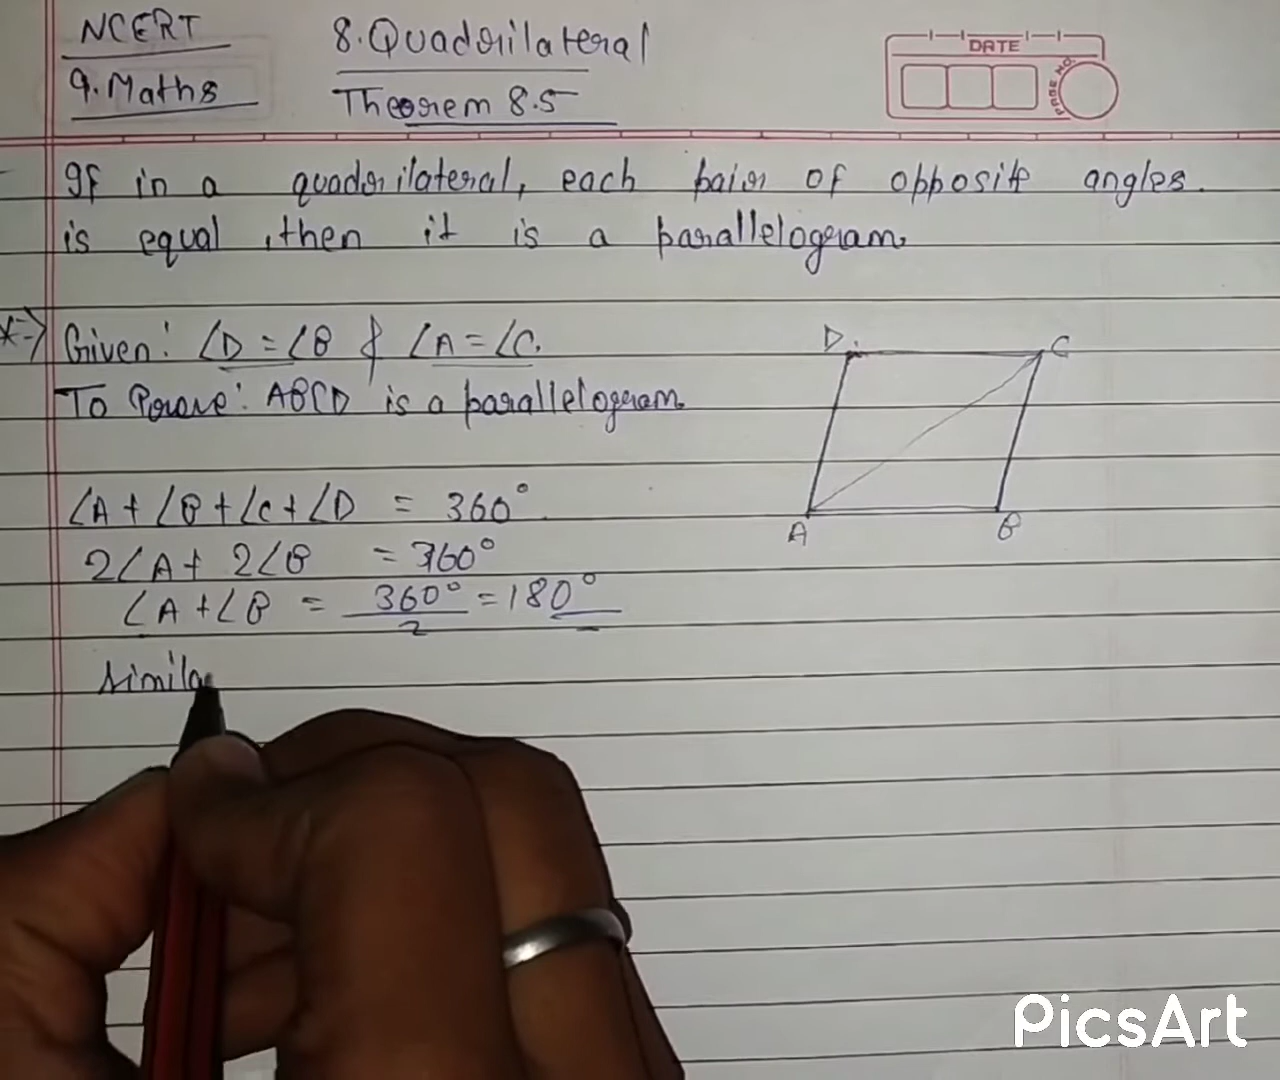 NCERT
9. Maths
8. Quadrilateral
Theorem 8.5
DATE
PAGE NO.
If in a quadrilateral, each pair of opposite angles.
is equal, then it is a parallelogram.
*⇒ Given: ∠D = ∠B & ∠A = ∠C.
To Prove: ABCD is a parallelogram.
D C
A B
∠A + ∠B + ∠C + ∠D = 360°
2∠A + 2∠B = 360°
∠A + ∠B = 360°/2 = 180°
Simila
PicsArt